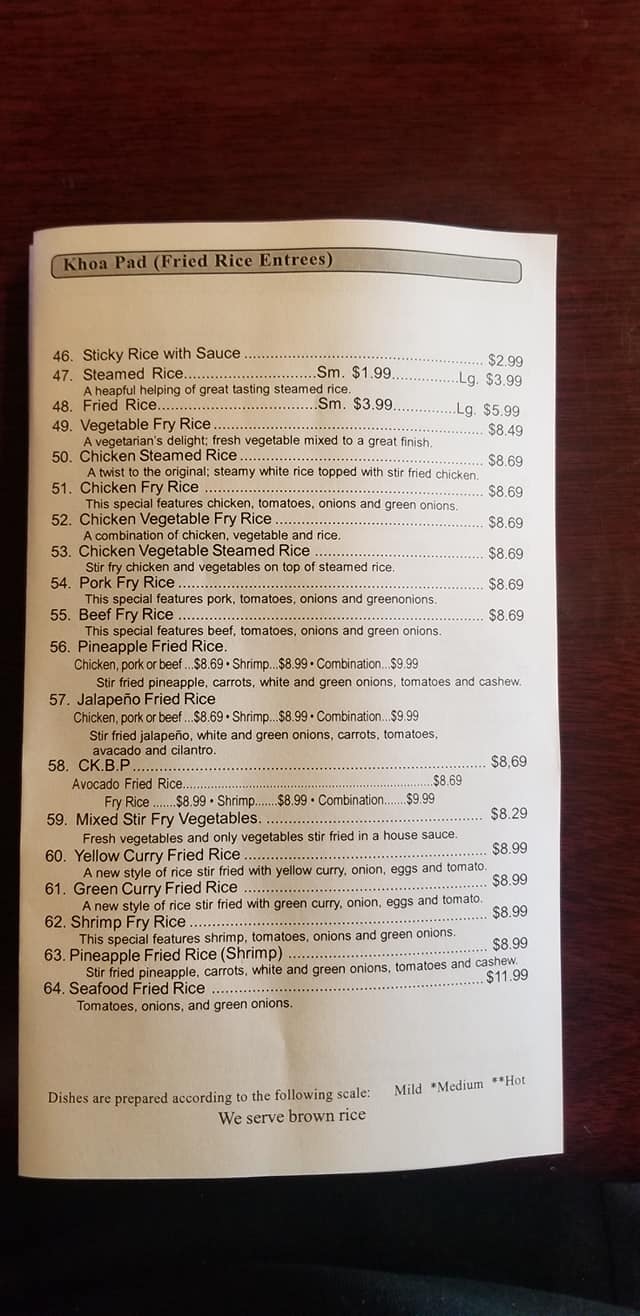 Khoa Pad (Fried Rice Entrees)
46. Sticky Rice with Sauce ........................................................ $2.99
47. Steamed Rice..............................Sm. $1.99...............Lg. $3.99
A heapful helping of great tasting steamed rice.
48. Fried Rice....................................Sm. $3.99..............Lg. $5.99
49. Vegetable Fry Rice ............................................................... $8.49
A vegetarian's delight; fresh vegetable mixed to a great finish.
50. Chicken Steamed Rice ......................................................... $8.69
A twist to the original; steamy white rice topped with stir fried chicken.
51. Chicken Fry Rice ................................................................. $8.69
This special features chicken, tomatoes, onions and green onions.
52. Chicken Vegetable Fry Rice ................................................. $8.69
A combination of chicken, vegetable and rice.
53. Chicken Vegetable Steamed Rice ........................................ $8.69
Stir fry chicken and vegetables on top of steamed rice.
54. Pork Fry Rice ....................................................................... $8.69
This special features pork, tomatoes, onions and greenonions.
55. Beef Fry Rice ....................................................................... $8.69
This special features beef, tomatoes, onions and green onions.
56. Pineapple Fried Rice.
Chicken, pork or beef ...$8.69 • Shrimp...$8.99 • Combination...$9.99
Stir fried pineapple, carrots, white and green onions, tomatoes and cashew.
57. Jalapeño Fried Rice
Chicken, pork or beef ...$8.69 • Shrimp...$8.99 • Combination...$9.99
Stir fried jalapeño, white and green onions, carrots, tomatoes,
avacado and cilantro.
58. CK.B.P.................................................................................. $8,69
Avocado Fried Rice......................................................................$8.69
Fry Rice .......$8.99 • Shrimp.......$8.99 • Combination.......$9.99
59. Mixed Stir Fry Vegetables. .................................................... $8.29
Fresh vegetables and only vegetables stir fried in a house sauce.
60. Yellow Curry Fried Rice ......................................................... $8.99
A new style of rice stir fried with yellow curry, onion, eggs and tomato.
61. Green Curry Fried Rice ......................................................... $8.99
A new style of rice stir fried with green curry, onion, eggs and tomato.
62. Shrimp Fry Rice .................................................................... $8.99
This special features shrimp, tomatoes, onions and green onions.
63. Pineapple Fried Rice (Shrimp) .............................................. $8.99
Stir fried pineapple, carrots, white and green onions, tomatoes and cashew.
64. Seafood Fried Rice ............................................................... $11.99
Tomatoes, onions, and green onions.
Dishes are prepared according to the following scale: Mild *Medium **Hot
We serve brown rice